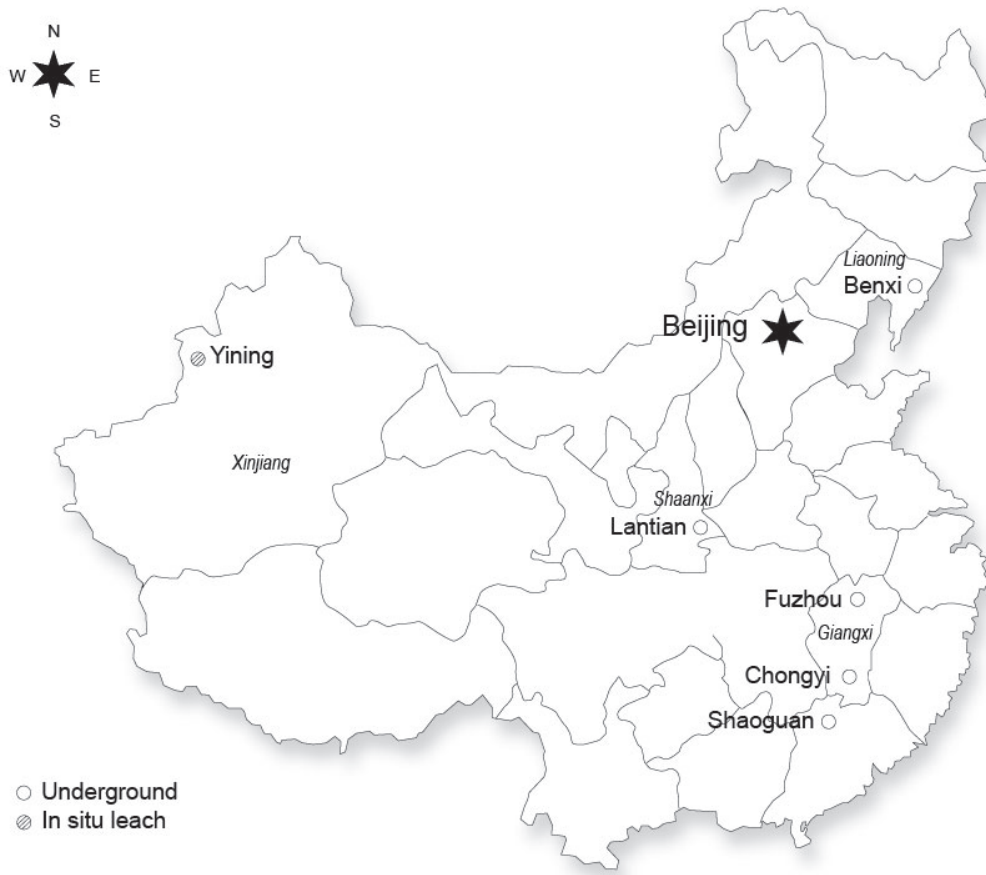 N
W E
S
Liaoning
Benxi
Beijing
Yining
Xinjiang
Shaanxi
Lantian
Fuzhou
Giangxi
Chongyi
Shaoguan
Underground
In situ leach